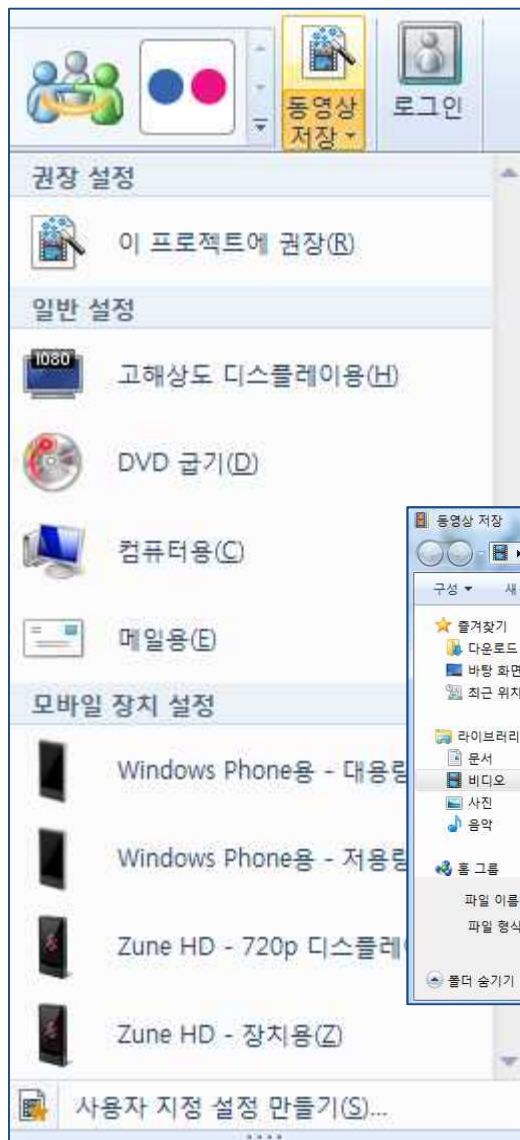 동영상
저장
로그인
권장 설정
이 프로젝트에 권장(R)
일반 설정
1080
고해상도 디스플레이용(H)
DVD 굽기(D)
컴퓨터용(C)
메일용(E)
모바일 장치 설정
Windows Phone용 - 대용량
Windows Phone용 - 저용량
Zune HD - 720p 디스플레이
Zune HD - 장치용(Z)
사용자 지정 설정 만들기(S)...
동영상 저장
구성 새
즐겨찾기
다운로드
바탕 화면
최근 위치
라이브러리
문서
비디오
사진
음악
홈 그룹
파일 이름
파일 형식
폴더 숨기기